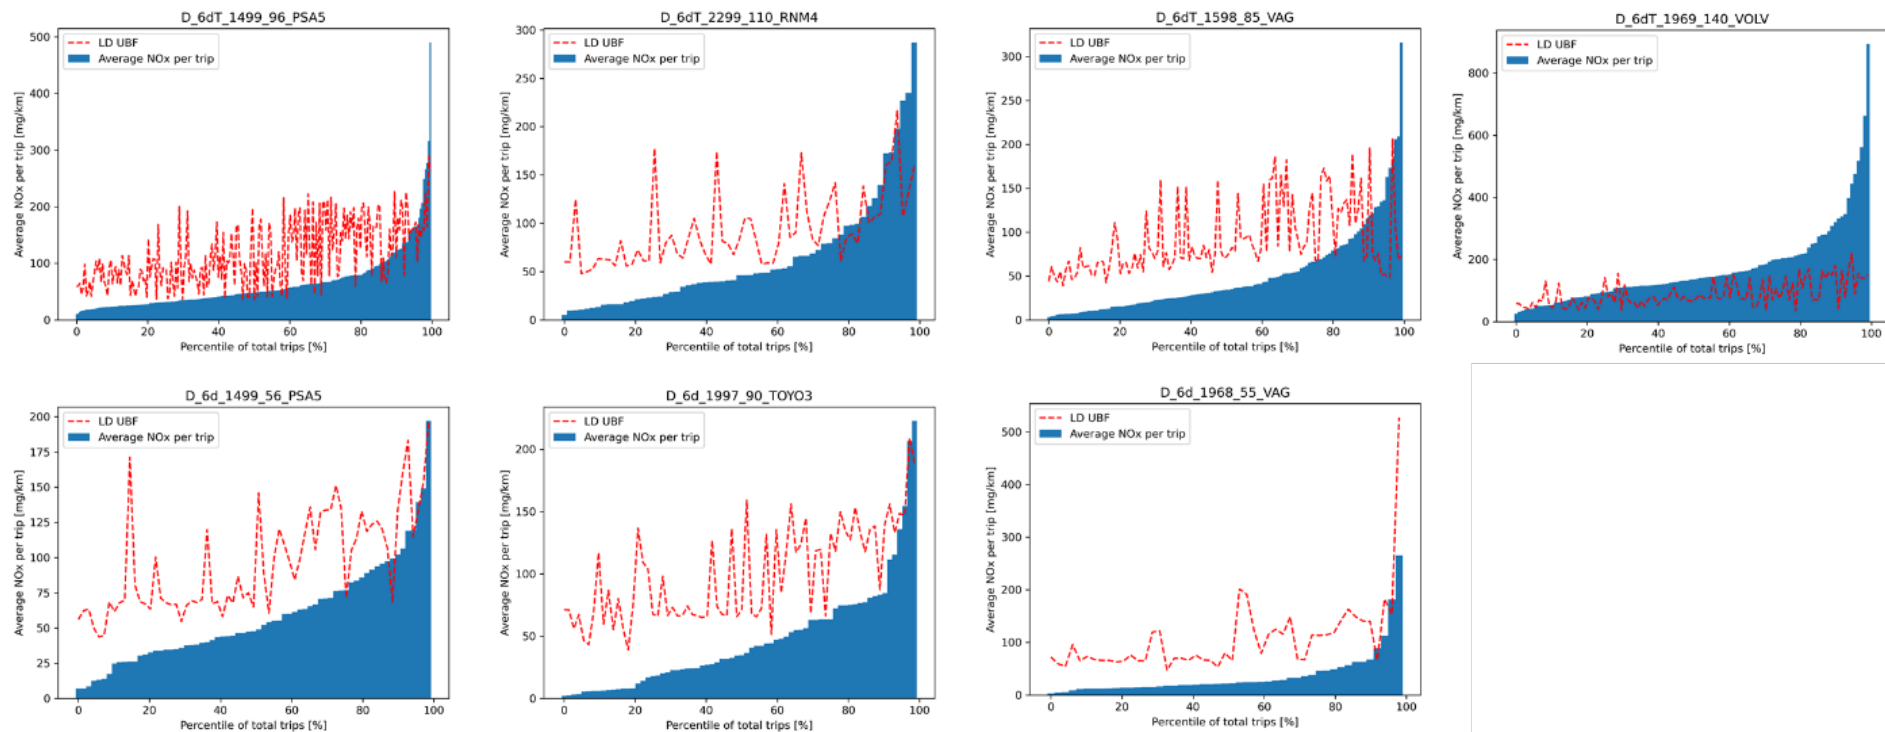 D_6dT_1499_96_PSA5
LD UBF
Average NOx per trip
Average NOx per trip [mg/km]
500
400
300
200
100
0
0 20 40 60 80 100
Percentile of total trips [%]
D_6dT_2299_110_RNM4
LD UBF
Average NOx per trip
Average NOx per trip [mg/km]
300
250
200
150
100
50
0
0 20 40 60 80 100
Percentile of total trips [%]
D_6dT_1598_85_VAG
LD UBF
Average NOx per trip
Average NOx per trip [mg/km]
300
250
200
150
100
50
0
0 20 40 60 80 100
Percentile of total trips [%]
D_6dT_1969_140_VOLV
LD UBF
Average NOx per trip
Average NOx per trip [mg/km]
800
600
400
200
0
0 20 40 60 80 100
Percentile of total trips [%]
D_6d_1499_56_PSA5
LD UBF
Average NOx per trip
Average NOx per trip [mg/km]
200
175
150
125
100
75
50
25
0
0 20 40 60 80 100
Percentile of total trips [%]
D_6d_1997_90_TOYO3
LD UBF
Average NOx per trip
Average NOx per trip [mg/km]
200
150
100
50
0
0 20 40 60 80 100
Percentile of total trips [%]
D_6d_1968_55_VAG
LD UBF
Average NOx per trip
Average NOx per trip [mg/km]
500
400
300
200
100
0
0 20 40 60 80 100
Percentile of total trips [%]